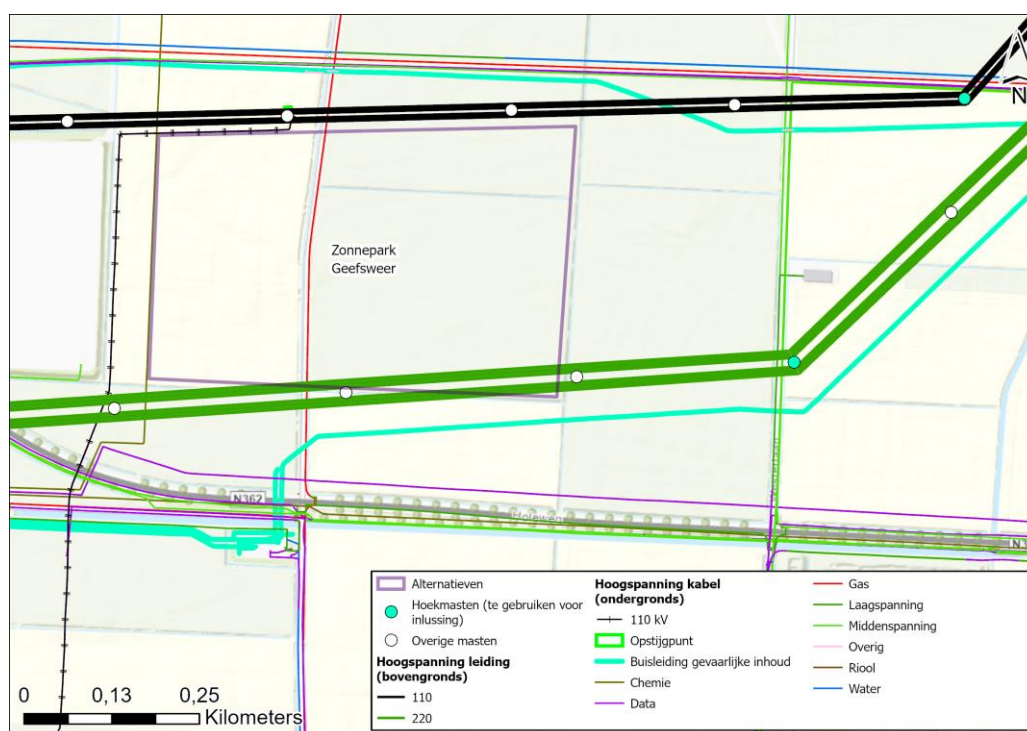 N
Zonnepark
Geefsweer
N362
Holeweg
Alternatieven
Hoekmasten (te gebruiken voor
inlussing)
Overige masten
Hoogspanning leiding
(bovengronds)
110
220
Hoogspanning kabel
(ondergronds)
110 kV
Opstijgpunt
Buisleiding gevaarlijke inhoud
Chemie
Data
Gas
Laagspanning
Middenspanning
Overig
Riool
Water
0 0,13 0,25
Kilometers